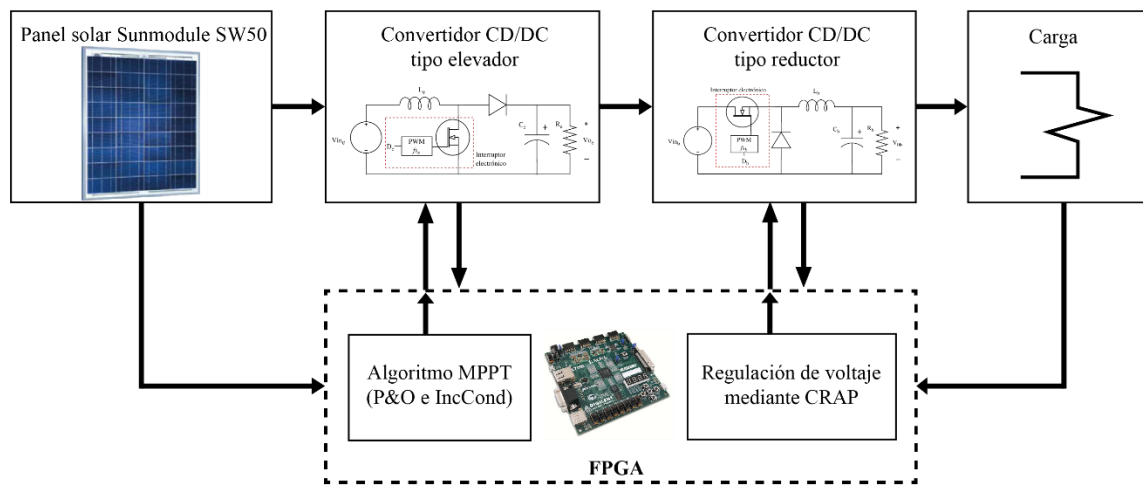 Panel solar Sunmodule SW50
Convertidor CD/DC
tipo elevador
Convertidor CD/DC
tipo reductor
Carga
PWM
Interruptor
electrónico
Interruptor electrónico
PWM
Algoritmo MPPT
(P&O e IncCond)
Regulación de voltaje
mediante CRAP
FPGA